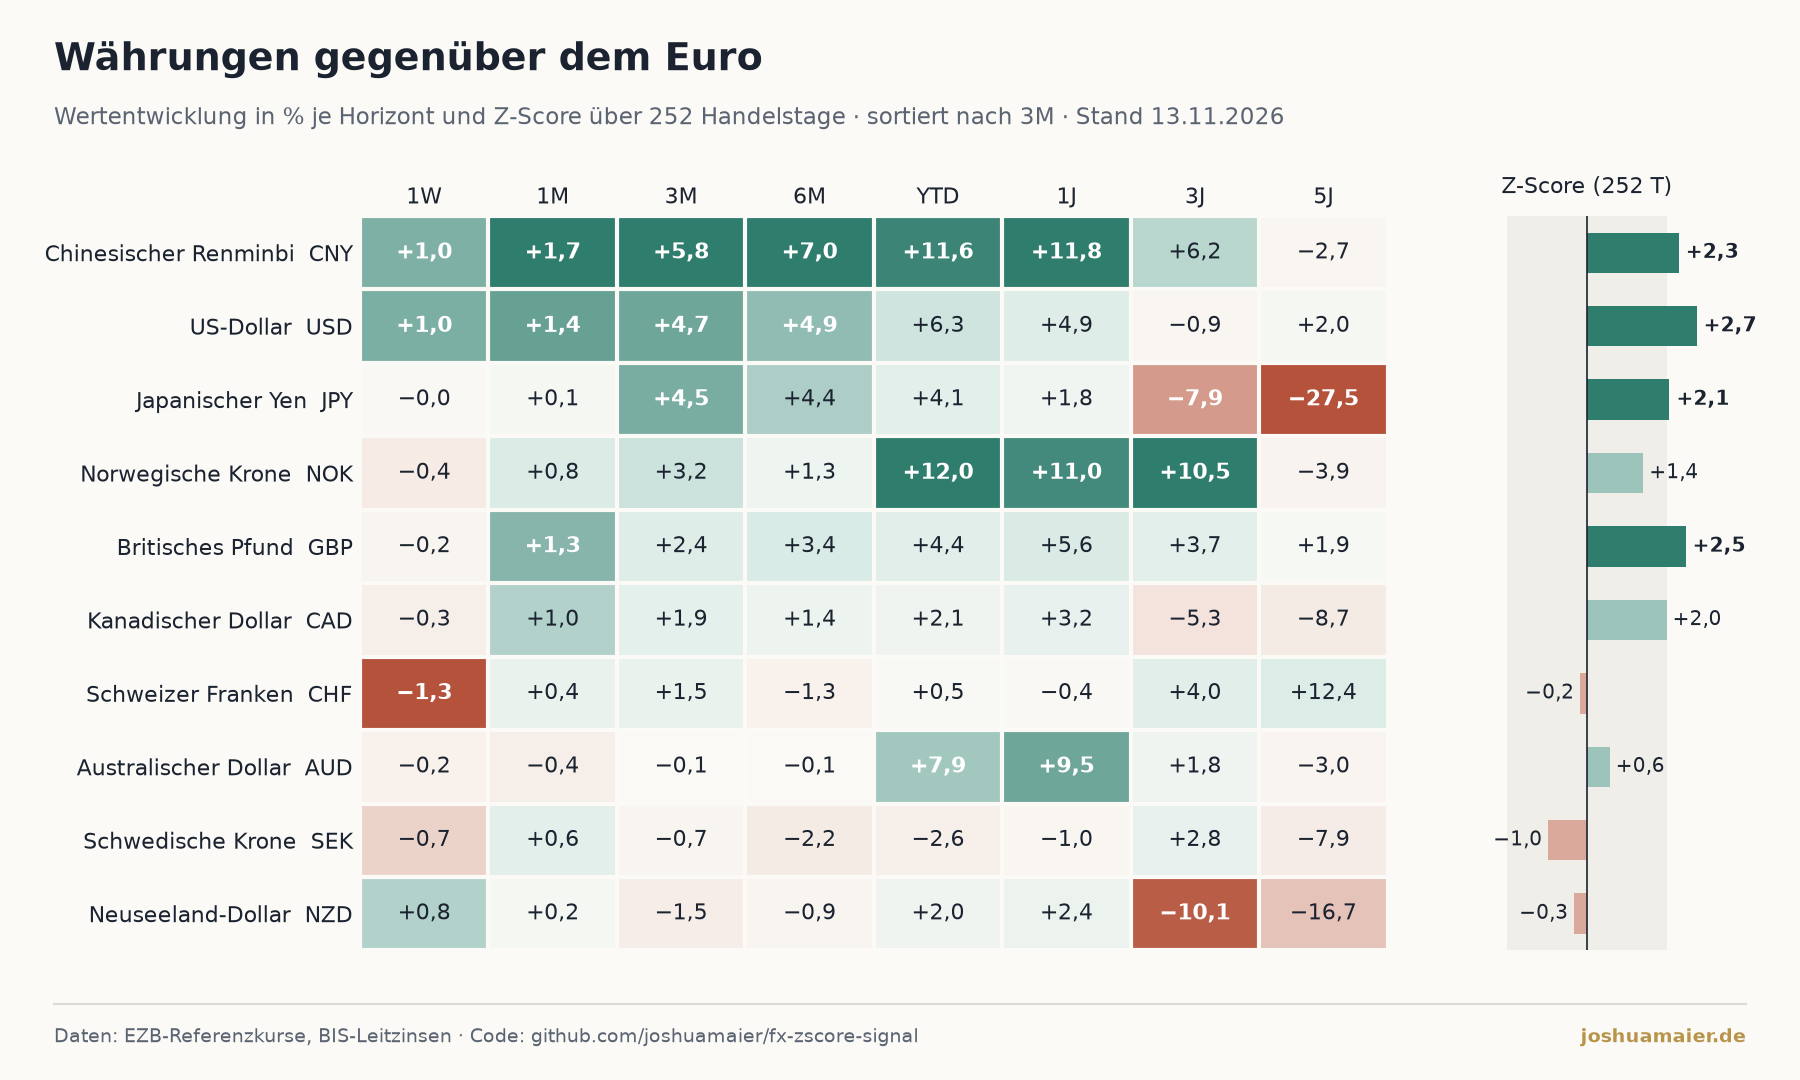 Währungen gegenüber dem Euro
Wertentwicklung in % je Horizont und Z-Score über 252 Handelstage · sortiert nach 3M · Stand 13.11.2026
1W 1M 3M 6M YTD 1J 3J 5J Z-Score (252 T)
Chinesischer Renminbi CNY +1,0 +1,7 +5,8 +7,0 +11,6 +11,8 +6,2 −2,7 +2,3
US-Dollar USD +1,0 +1,4 +4,7 +4,9 +6,3 +4,9 −0,9 +2,0 +2,7
Japanischer Yen JPY −0,0 +0,1 +4,5 +4,4 +4,1 +1,8 −7,9 −27,5 +2,1
Norwegische Krone NOK −0,4 +0,8 +3,2 +1,3 +12,0 +11,0 +10,5 −3,9 +1,4
Britisches Pfund GBP −0,2 +1,3 +2,4 +3,4 +4,4 +5,6 +3,7 +1,9 +2,5
Kanadischer Dollar CAD −0,3 +1,0 +1,9 +1,4 +2,1 +3,2 −5,3 −8,7 +2,0
Schweizer Franken CHF −1,3 +0,4 +1,5 −1,3 +0,5 −0,4 +4,0 +12,4 −0,2
Australischer Dollar AUD −0,2 −0,4 −0,1 −0,1 +7,9 +9,5 +1,8 −3,0 +0,6
Schwedische Krone SEK −0,7 +0,6 −0,7 −2,2 −2,6 −1,0 +2,8 −7,9 −1,0
Neuseeland-Dollar NZD +0,8 +0,2 −1,5 −0,9 +2,0 +2,4 −10,1 −16,7 −0,3
Daten: EZB-Referenzkurse, BIS-Leitzinsen · Code: github.com/joshuamaier/fx-zscore-signal
joshuamaier.de